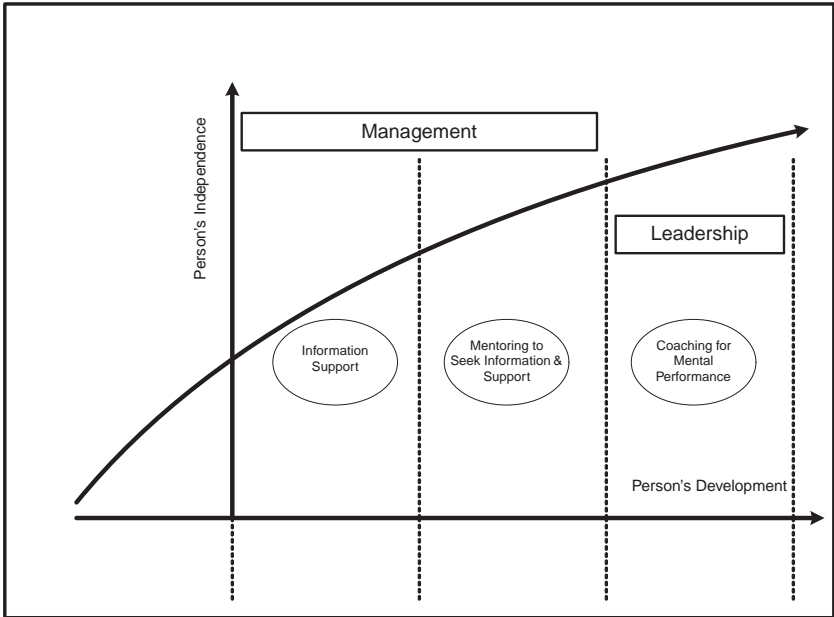 Management
Person's Independence
Leadership
Information
Support
Mentoring to
Seek Information &
Support
Coaching for
Mental
Performance
Person's Development